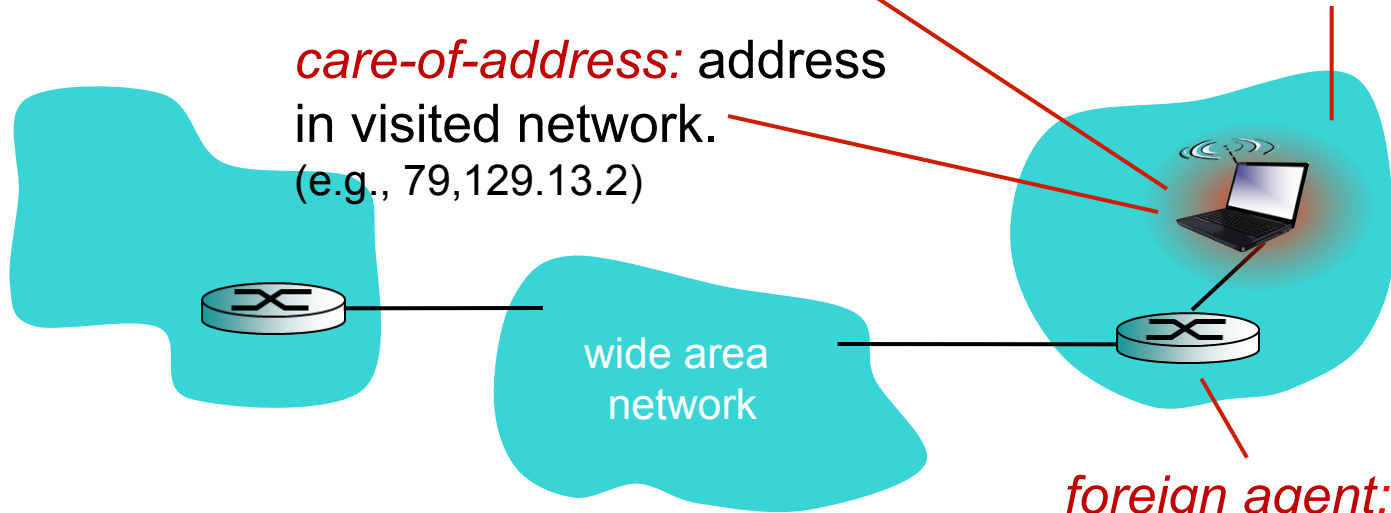 care-of-address: address
in visited network.
(e.g., 79,129.13.2)
wide area
network
foreign agent: